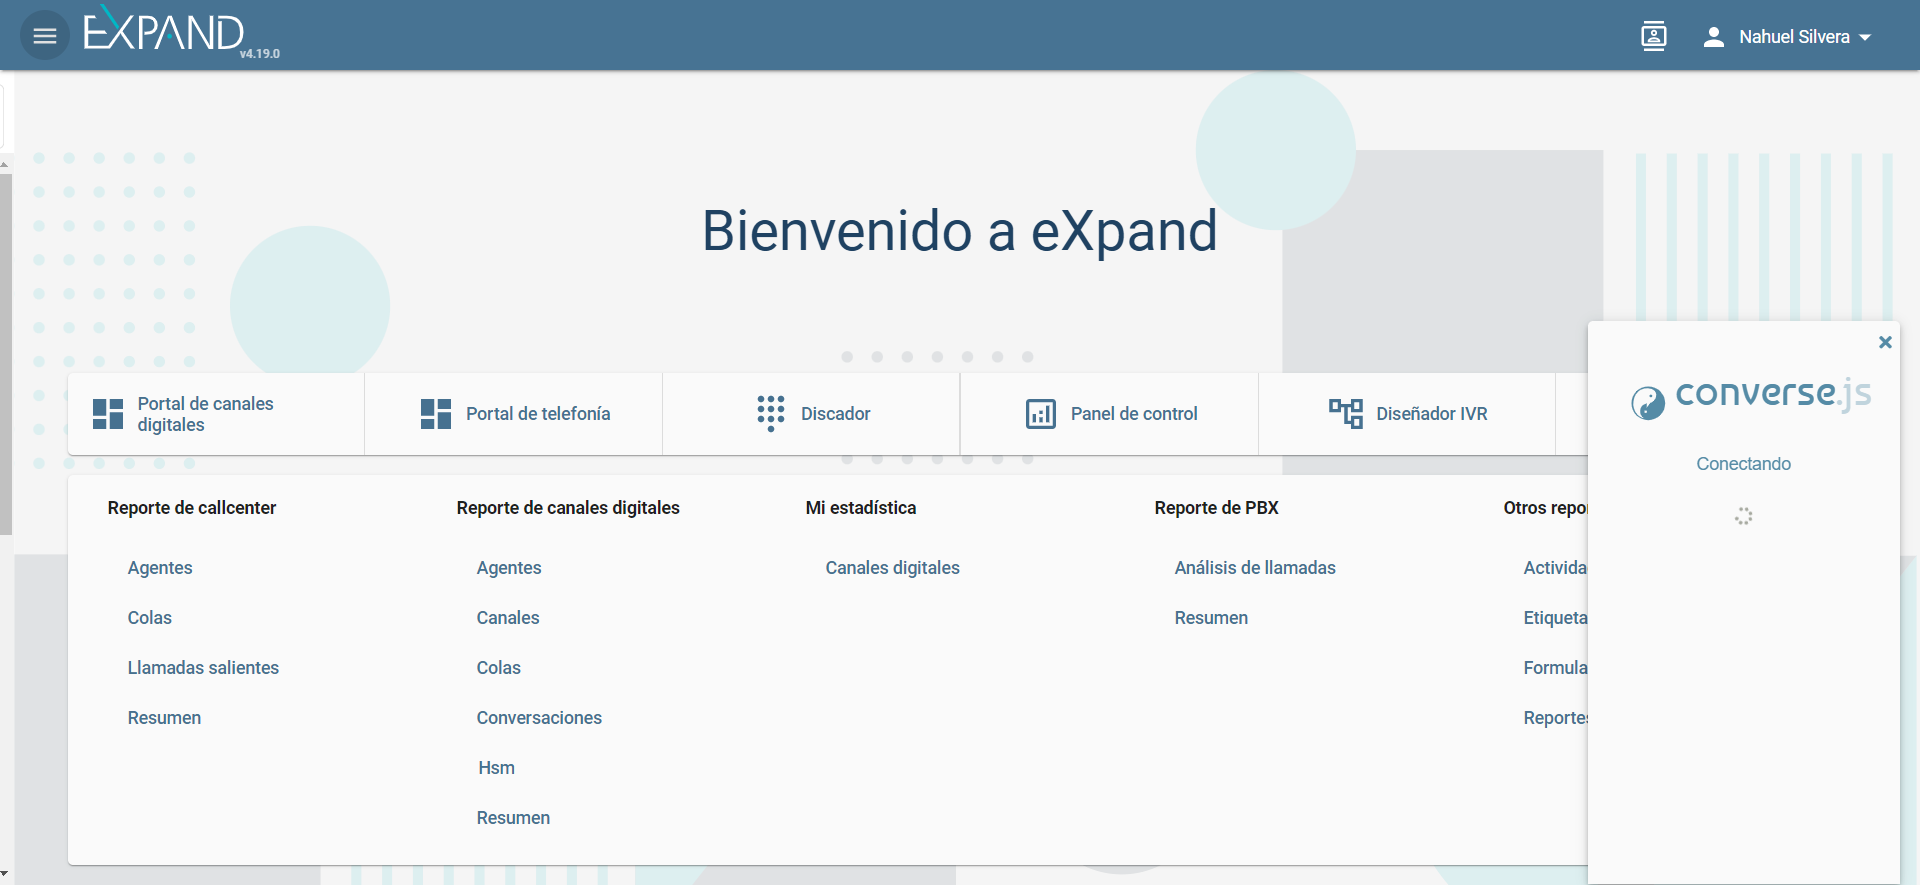 EXPAND
v4.19.0
Nahuel Silvera
Bienvenido a eXpand
Portal de canales
digitales
Portal de telefonía
Discador
Panel de control
Diseñador IVR
converse.js
Conectando
Reporte de callcenter
Agentes
Colas
Llamadas salientes
Resumen
Reporte de canales digitales
Agentes
Canales
Colas
Conversaciones
Hsm
Resumen
Mi estadística
Canales digitales
Reporte de PBX
Análisis de llamadas
Resumen
Otros repo
Activida
Etiqueta
Formula
Reportes